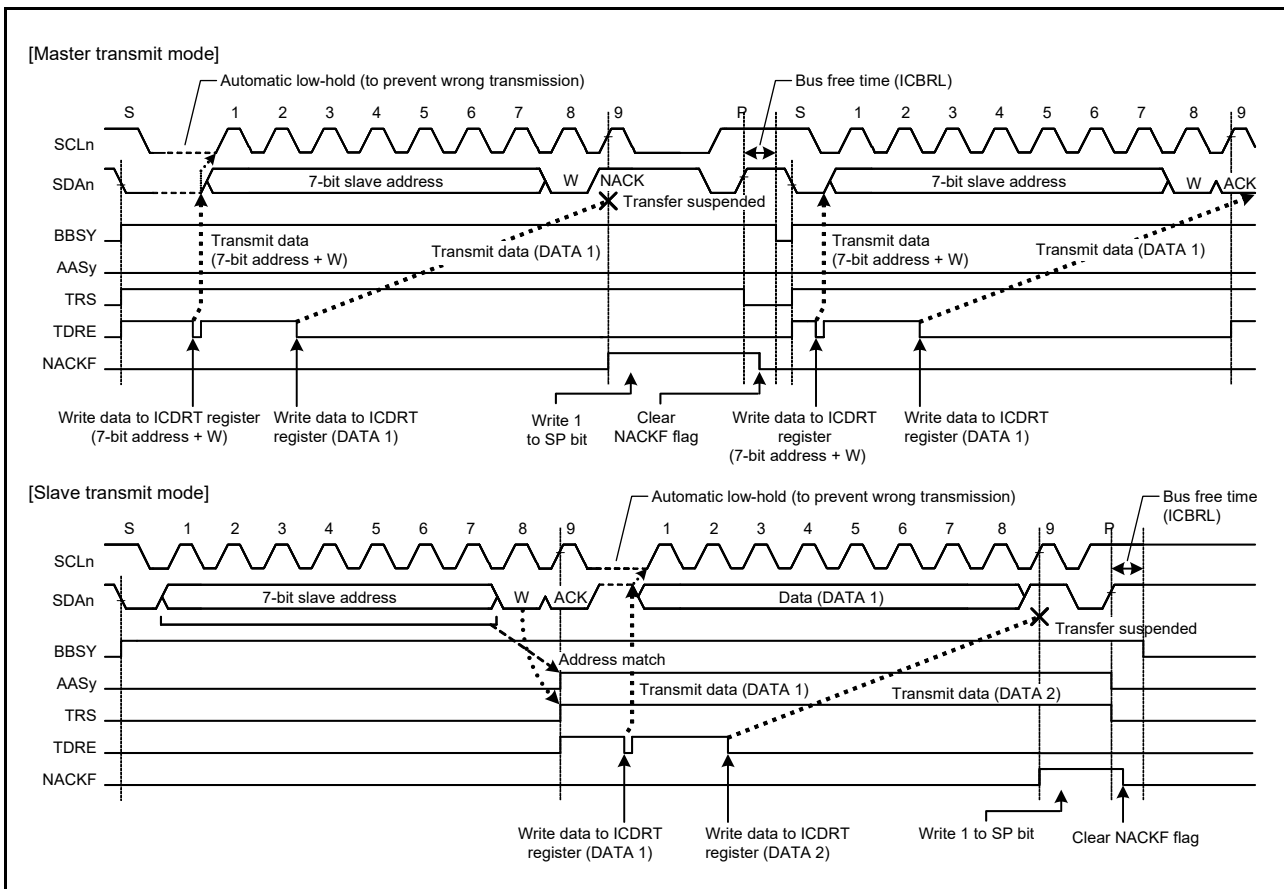 [Master transmit mode]
Automatic low-hold (to prevent wrong transmission)
Bus free time (ICBRL)
S 1 2 3 4 5 6 7 8 9 P S 1 2 3 4 5 6 7 8 9
SCLn
SDAn
7-bit slave address W NACK 7-bit slave address W ACK
Transfer suspended
BBSY
Transmit data
(7-bit address + W)
Transmit data (DATA 1)
Transmit data
(7-bit address + W)
Transmit data (DATA 1)
AASy
TRS
TDRE
NACKF
Write data to ICDRT register
(7-bit address + W)
Write data to ICDRT
register (DATA 1)
Write 1
to SP bit
Clear
NACKF flag
Write data to ICDRT
register
(7-bit address + W)
Write data to ICDRT
register (DATA 1)
[Slave transmit mode]
Automatic low-hold (to prevent wrong transmission)
Bus free time
(ICBRL)
S 1 2 3 4 5 6 7 8 9 1 2 3 4 5 6 7 8 9 P
SCLn
SDAn
7-bit slave address W ACK Data (DATA 1)
Transfer suspended
BBSY
Address match
AASy
Transmit data (DATA 1)
Transmit data (DATA 2)
TRS
TDRE
NACKF
Write data to ICDRT
register (DATA 1)
Write data to ICDRT
register (DATA 2)
Write 1 to SP bit
Clear NACKF flag